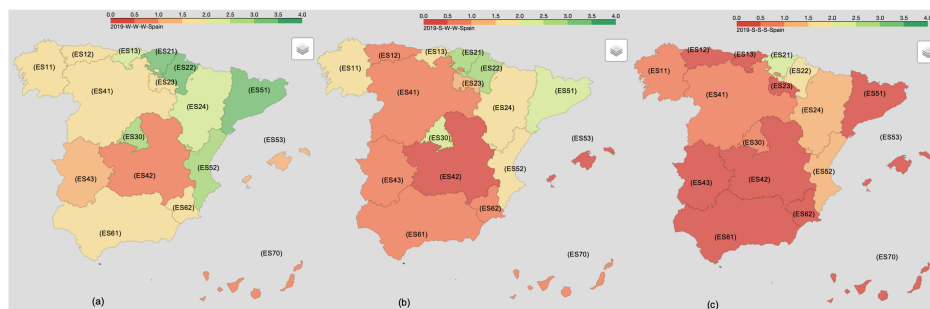 0.0 0.5 1.0 1.5 2.0 2.5 3.0 3.5 4.0
2019-W-W-W-Spain
(ES12)
(ES13)
(ES21)
(ES11)
(ES22)
(ES23)
(ES41)
(ES51)
(ES24)
(ES30)
(ES53)
(ES52)
(ES43)
(ES42)
(ES62)
(ES61)
(ES70)
(a)
0.0 0.5 1.0 1.5 2.0 2.5 3.0 3.5 4.0
2019-S-W-W-Spain
(ES12)
(ES13)
(ES21)
(ES11)
(ES22)
(ES23)
(ES41)
(ES51)
(ES24)
(ES30)
(ES53)
(ES52)
(ES43)
(ES42)
(ES62)
(ES61)
(ES70)
(b)
0.0 0.5 1.0 1.5 2.0 2.5 3.0 3.5 4.0
2019-S-S-S-Spain
(ES12)
(ES13)
(ES21)
(ES11)
(ES22)
(ES23)
(ES41)
(ES51)
(ES24)
(ES30)
(ES53)
(ES52)
(ES43)
(ES42)
(ES62)
(ES61)
(ES70)
(c)